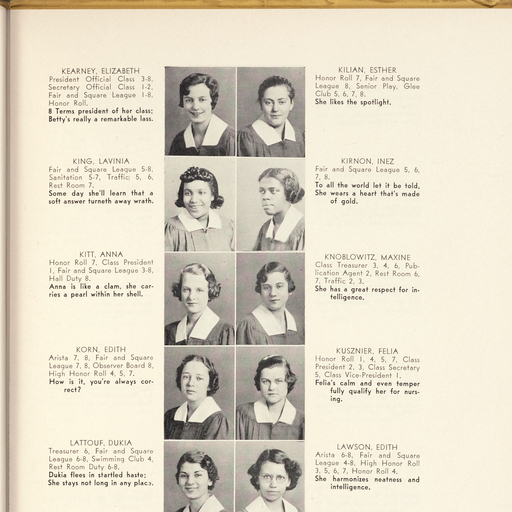 KEARNEY, ELIZABETH
President Official Class 3-8,
Secretary Official Class 1-2,
Fair and Square League 1-8,
Honor Roll.
8 Terms president of her class;
Betty's really a remarkable lass.
KILIAN, ESTHER
Honor Roll 7, Fair and Square
League 8, Senior Play, Glee
Club 5, 6, 7, 8.
She likes the spotlight.
KING, LAVINIA
Fair and Square League 5-8,
Sanitation 5-7, Traffic 5, 6,
Rest Room 7.
Some day she'll learn that a
soft answer turneth away wrath.
KIRNON, INEZ
Fair and Square League 5, 6,
7, 8.
To all the world let it be told,
She wears a heart that's made
of gold.
KITT, ANNA
Honor Roll 7, Class President
1, Fair and Square League 3-8,
Hall Duty 8.
Anna is like a clam, she car-
ries a pearl within her shell.
KNOBLOWITZ, MAXINE
Class Treasurer 3, 4, 6, Pub-
lication Agent 2, Rest Room 6,
7, Traffic 2, 3.
She has a great respect for in-
telligence.
KORN, EDITH
Arista 7, 8, Fair and Square
League 7, 8, Observer Board 8,
High Honor Roll 4, 5, 7.
How is it, you're always cor-
rect?
KUSZNIER, FELIA
Honor Roll 1, 4, 5, 7, Class
President 2, 3, Class Secretary
5, Class Vice-President 1.
Felia's calm and even temper
fully qualify her for nurs-
ing.
LATTOUF, DUKIA
Treasurer 6, Fair and Square
League 6-8, Swimming Club 4,
Rest Room Duty 6-8.
Dukia flees in startled haste;
She stays not long in any place.
LAWSON, EDITH
Arista 6-8, Fair and Square
League 4-8, High Honor Roll
3, 5, 6, 7, Honor Roll 4.
She harmonizes neatness and
intelligence.